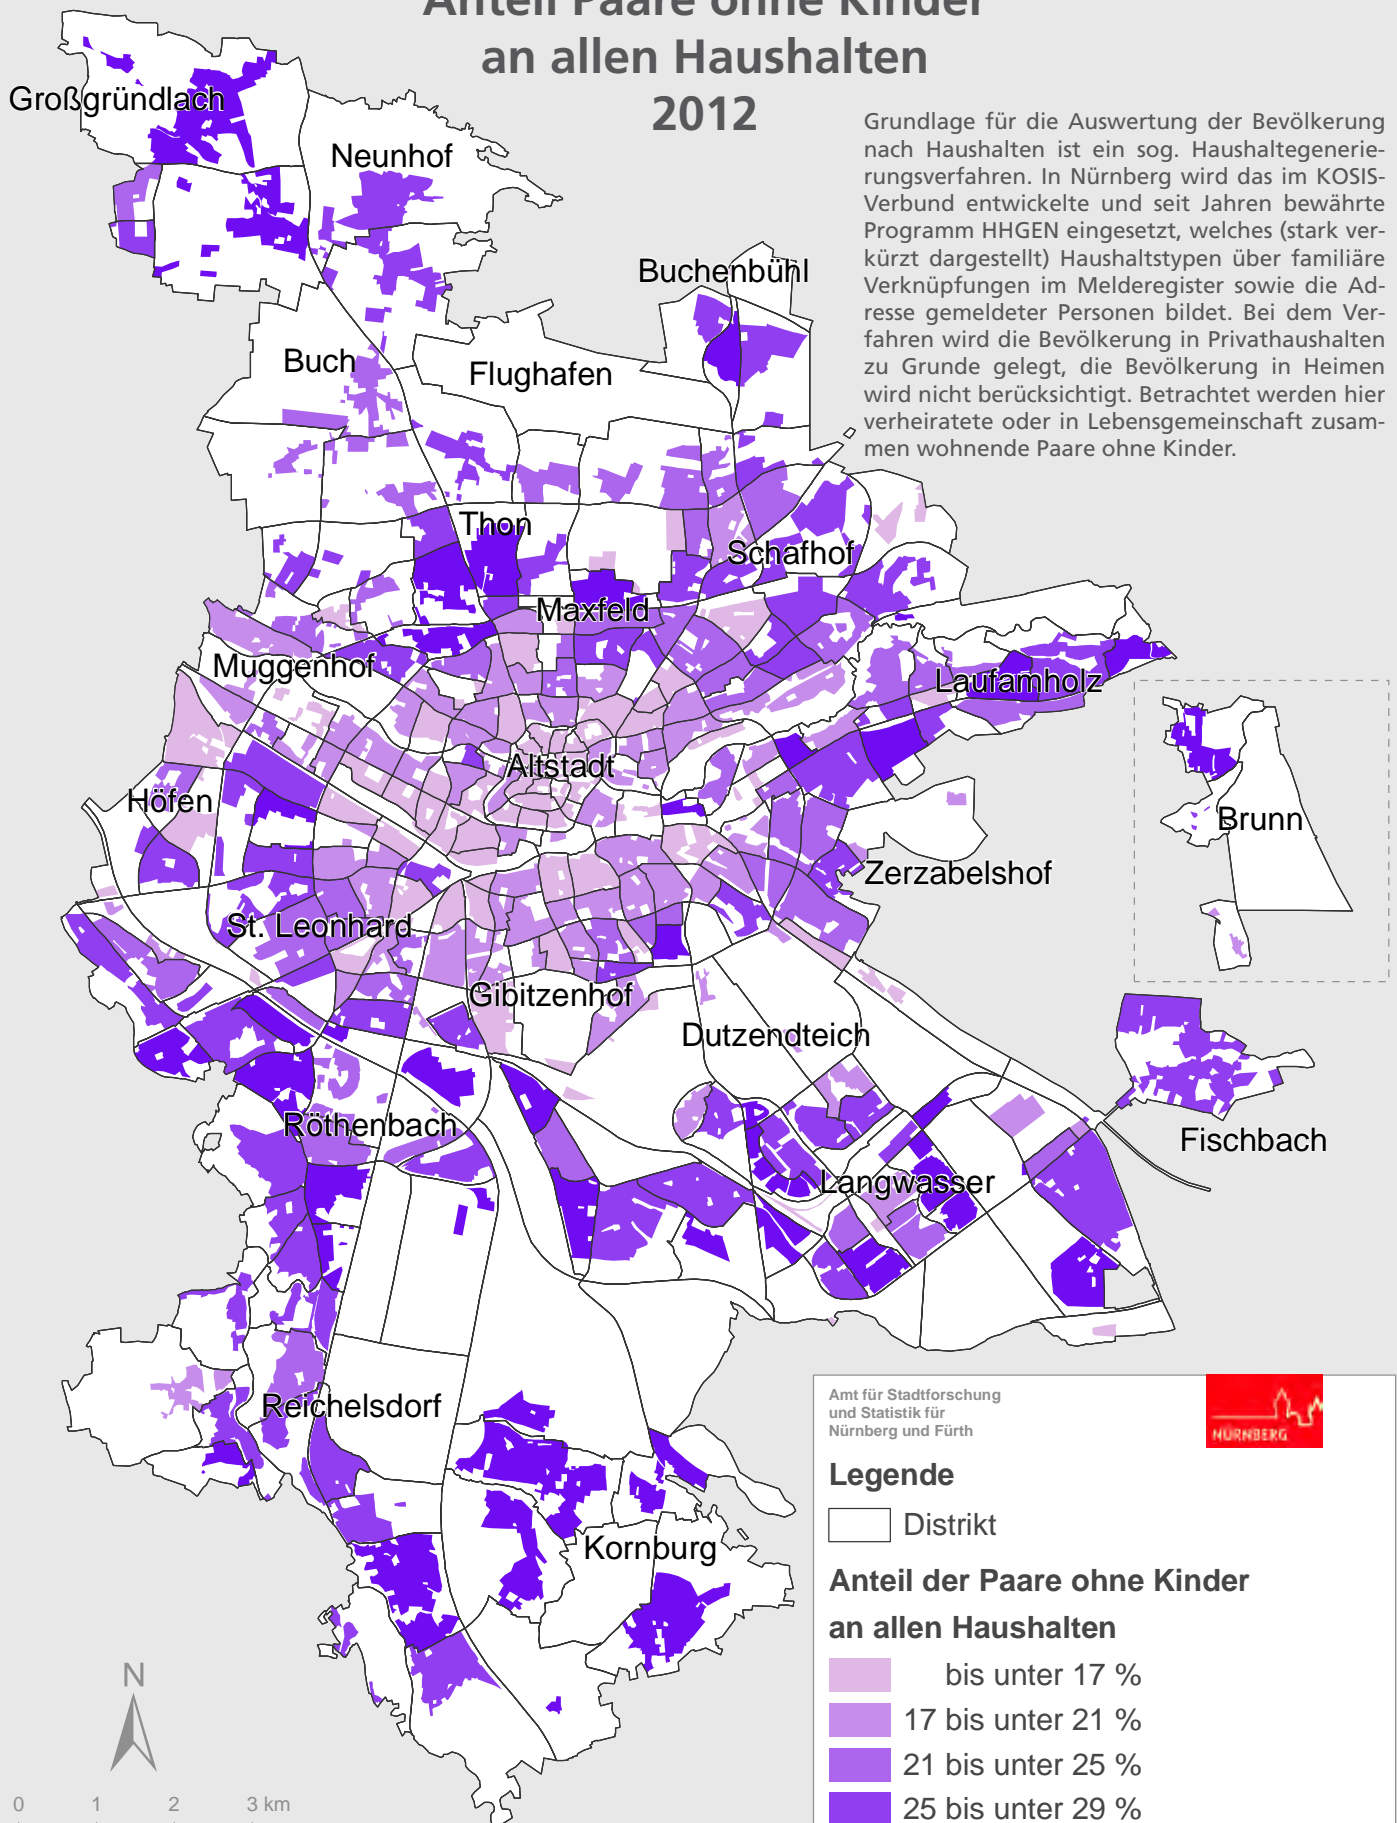 Anteil Paare ohne Kinder
an allen Haushalten
2012
Grundlage für die Auswertung der Bevölkerung
nach Haushalten ist ein sog. Haushaltegenerie-
rungsverfahren. In Nürnberg wird das im KOSIS-
Verbund entwickelte und seit Jahren bewährte
Programm HHGEN eingesetzt, welches (stark ver-
kürzt dargestellt) Haushaltstypen über familiäre
Verknüpfungen im Melderegister sowie die Ad-
resse gemeldeter Personen bildet. Bei dem Ver-
fahren wird die Bevölkerung in Privathaushalten
zu Grunde gelegt, die Bevölkerung in Heimen
wird nicht berücksichtigt. Betrachtet werden hier
verheiratete oder in Lebensgemeinschaft zusam-
men wohnende Paare ohne Kinder.
Großgründlach
Neunhof
Buchenbühl
Buch
Flughafen
Thon
Schafhof
Maxfeld
Muggenhof
Laufamholz
Altstadt
Höfen
Brunn
Zerzabelshof
St. Leonhard
Gibitzenhof
Dutzendteich
Röthenbach
Fischbach
Langwasser
Reichelsdorf
Kornburg
Amt für Stadtforschung
und Statistik für
Nürnberg und Fürth
NÜRNBERG
Legende
Distrikt
Anteil der Paare ohne Kinder
an allen Haushalten
bis unter 17 %
17 bis unter 21 %
21 bis unter 25 %
25 bis unter 29 %
N
0 1 2 3 km